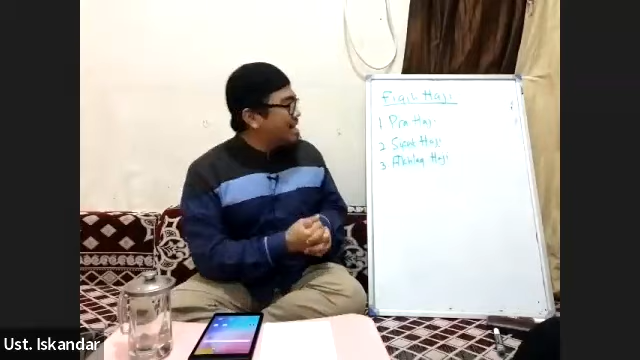 Fiqih Haji
1 Pra Haji
2 Saat Haji
3 Akhlaq Haji
Ust. Iskandar